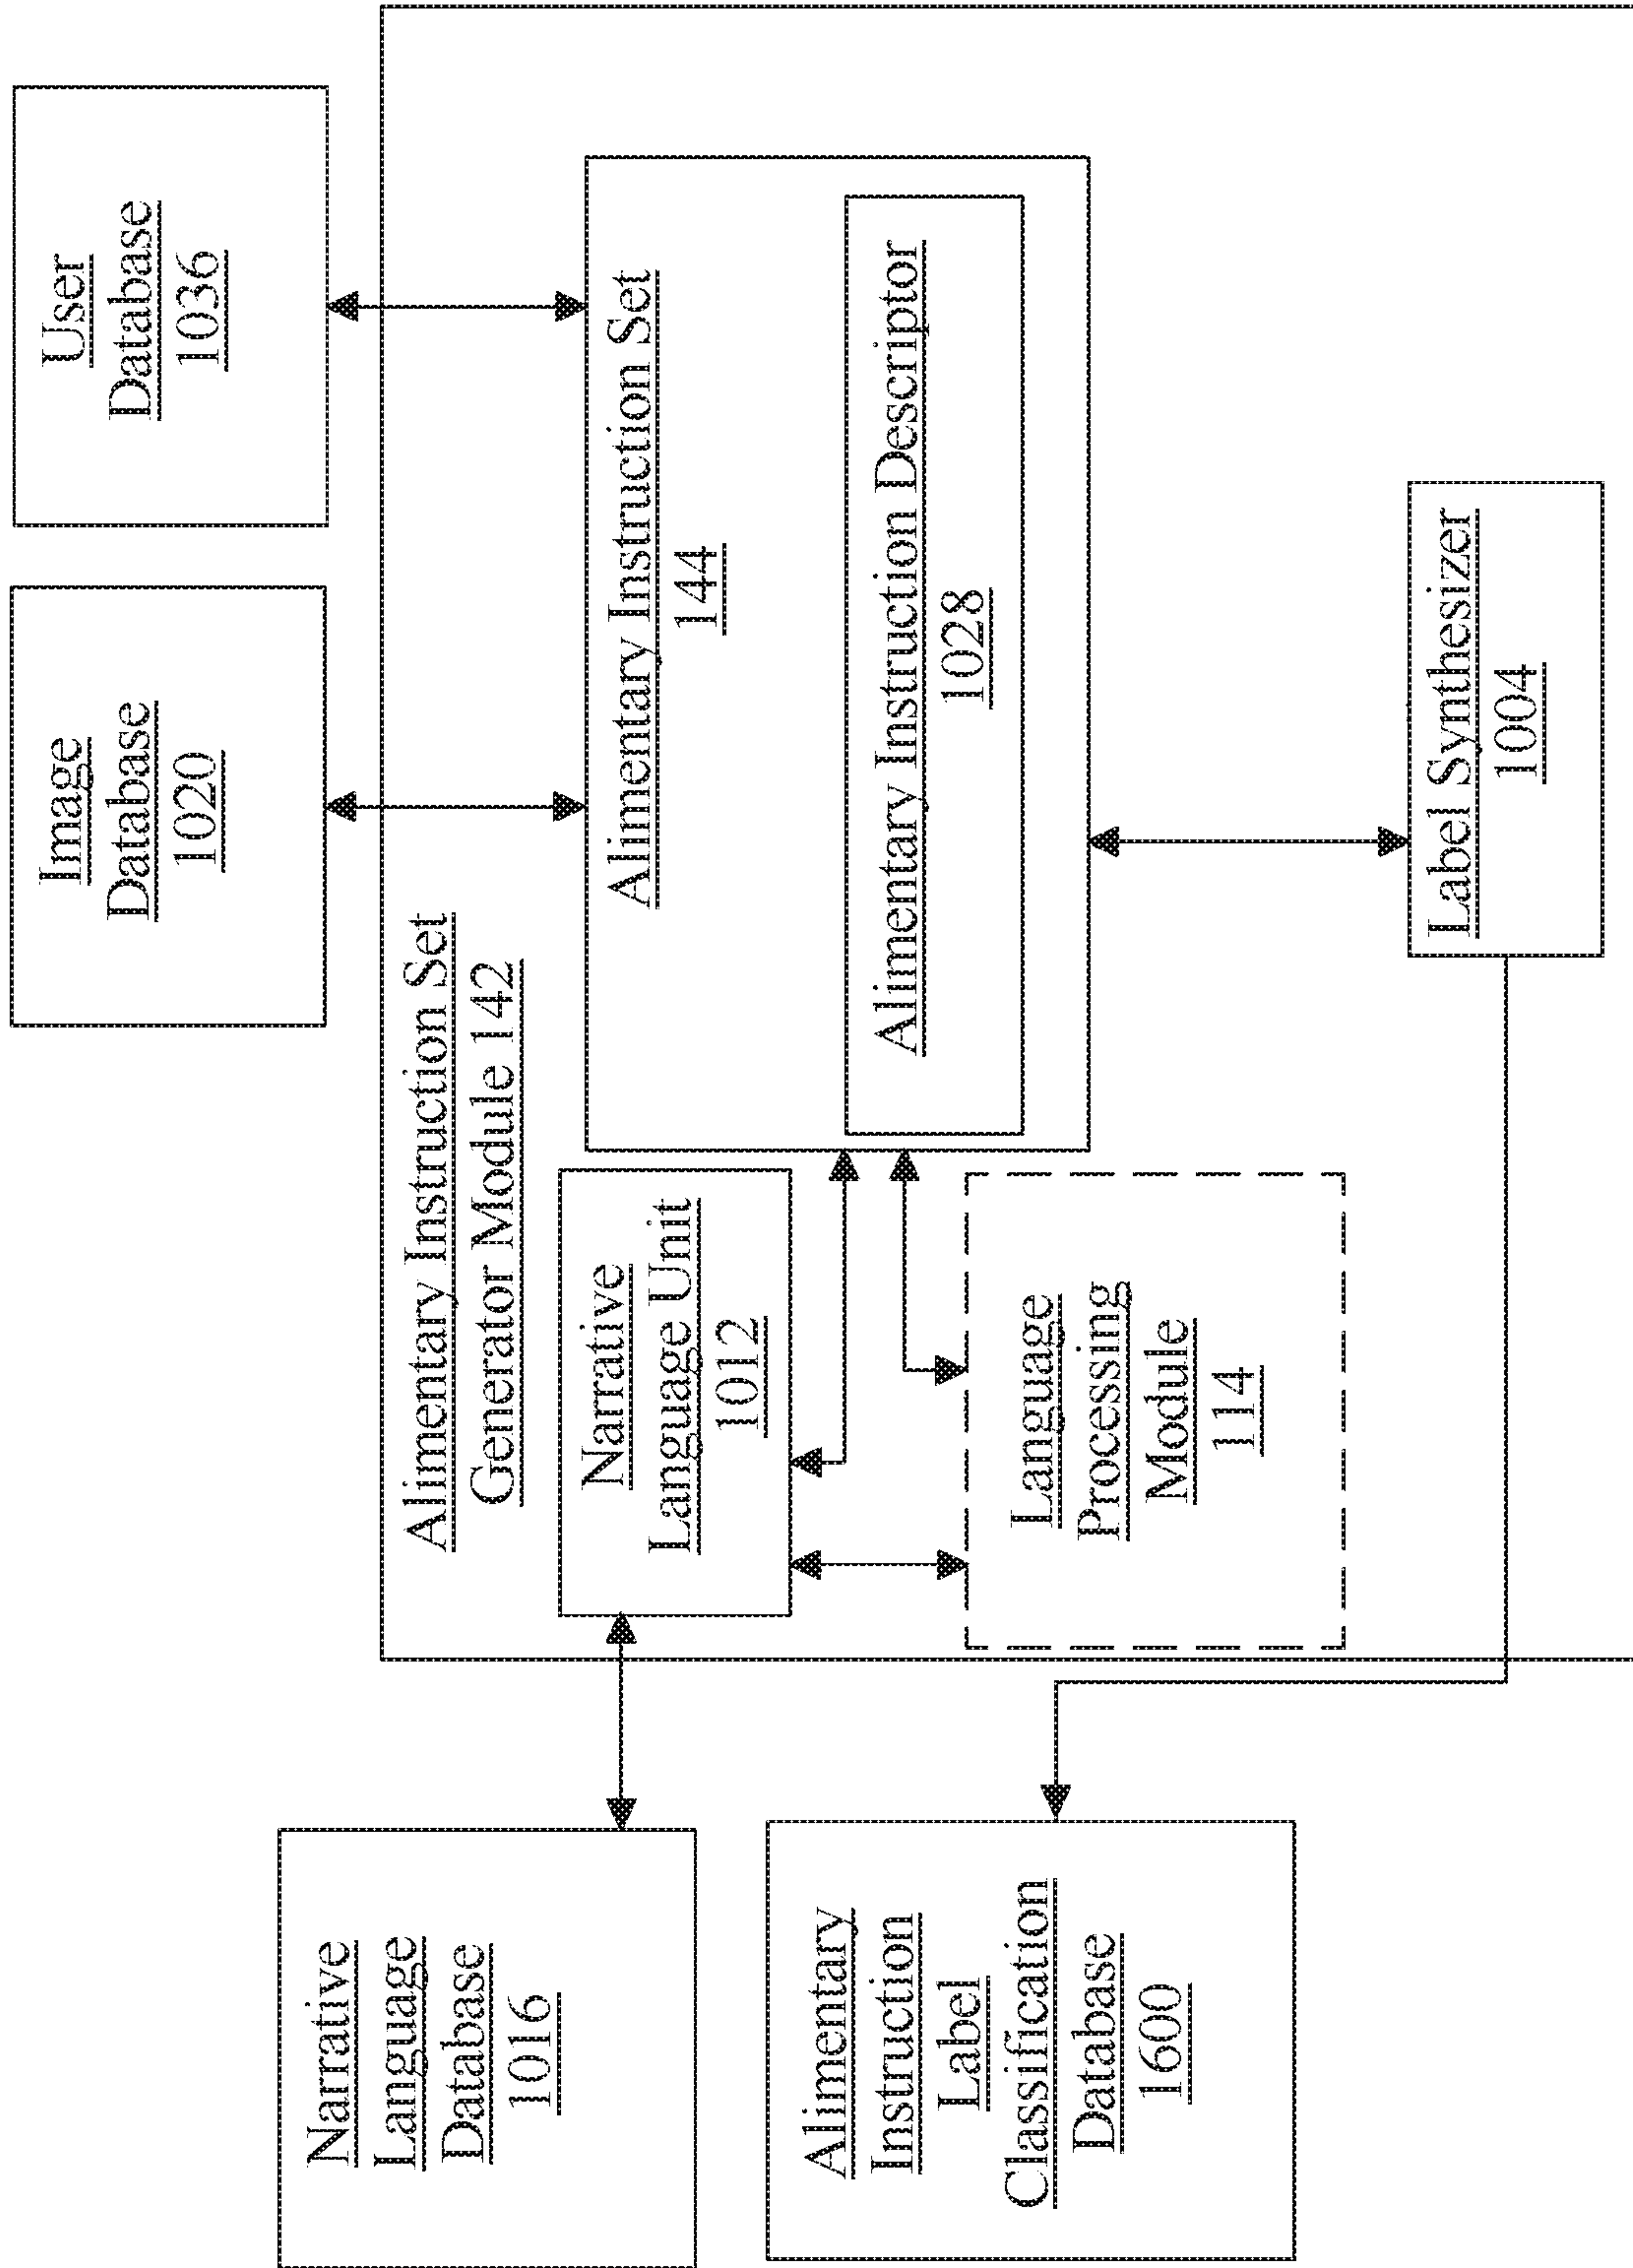 Narrative
Language
Database
1016
Alimentary
Instruction
Label
Classification
Database
1600
Alimentary Instruction Set
Generator Module 142
Narrative
Language Unit
1012
Language
Processing
Module
114
Image
Database
1020
User
Database
1036
Alimentary Instruction Set
144
Alimentary Instruction Descriptor
1028
Label Synthesizer
1004